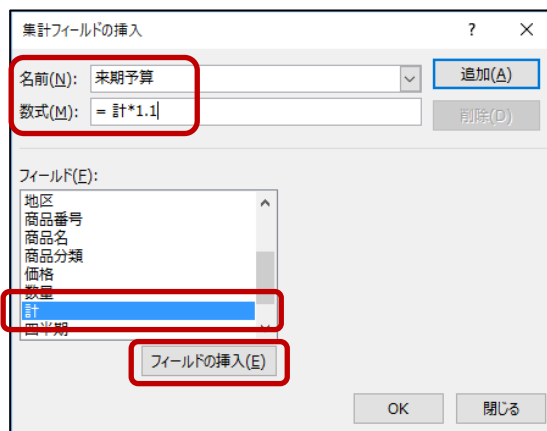 集計フィールドの挿入 ? ×
名前(N): 来期予算 追加(A)
数式(M): = 計*1.1 削除(D)
フィールド(F):
地区
商品番号
商品名
商品分類
価格
数量
計
四半期
フィールドの挿入(E)
OK 閉じる